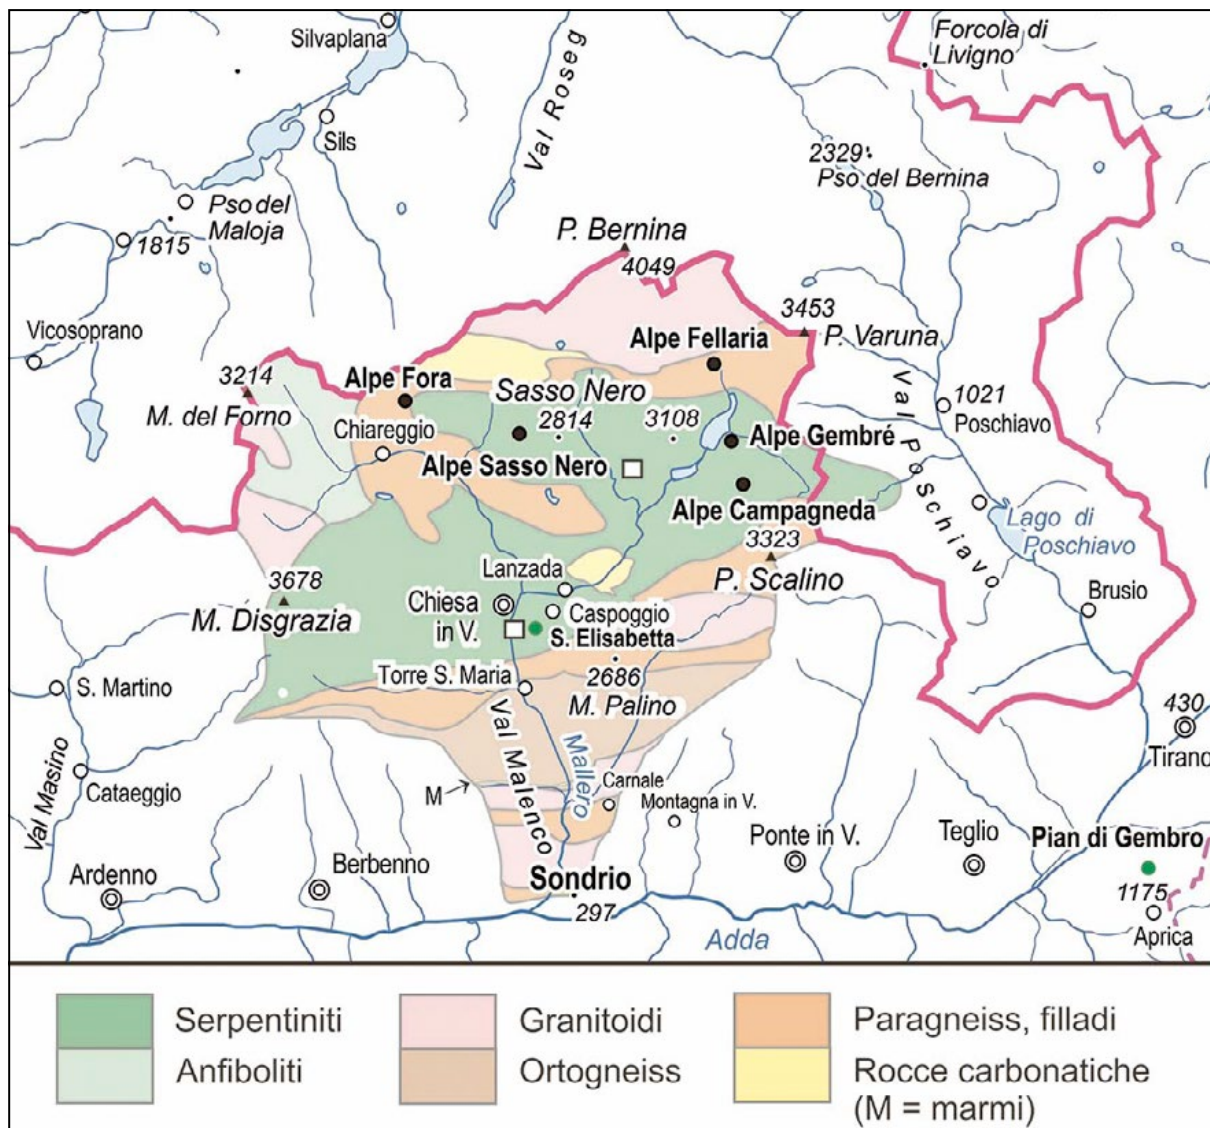 Silvaplana
Sils
Pso del
Maloja
1815
Vicosoprano
Val Roseg
Forcola di
Livigno
2329
Pso del Bernina
P. Bernina
4049
3453
P. Varuna
Alpe Fellaria
3214
M. del Forno
Alpe Fora
Chiareggio
Sasso Nero
2814
3108
Alpe Sasso Nero
Alpe Gembré
Alpe Campagneda
3323
P. Scalino
Val Poschiavo
1021
Poschiavo
Lago di
Poschiavo
Brusio
3678
M. Disgrazia
Lanzada
Chiesa
in V.
Caspoggio
S. Elisabetta
2686
M. Palino
Torre S. Maria
S. Martino
Val Masino
Cataeggio
Val Malenco
Mallero
M
Carnale
Montagna in V.
430
Tirano
Ardenno
Berbenno
Sondrio
297
Ponte in V.
Teglio
Pian di Gembro
1175
Aprica
Adda
Serpentiniti
Anfiboliti
Granitoidi
Ortogneiss
Paragneiss, filladi
Rocce carbonatiche
(M = marmi)